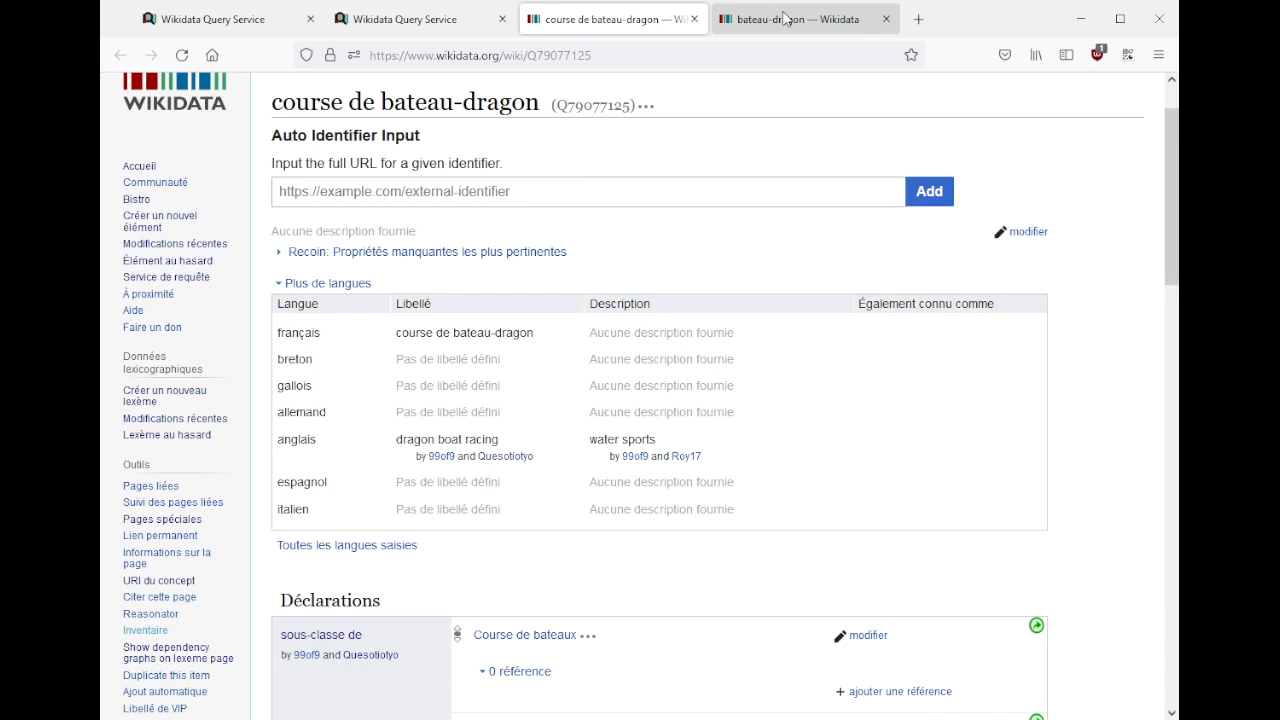 Wikidata Query Service
Wikidata Query Service
course de bateau-dragon — Wi
bateau-dragon — Wikidata
https://www.wikidata.org/wiki/Q79077125
1
WIKIDATA
Accueil
Communauté
Bistro
Créer un nouvel
élément
Modifications récentes
Élément au hasard
Service de requête
À proximité
Aide
Faire un don
Données
lexicographiques
Créer un nouveau
lexème
Modifications récentes
Lexème au hasard
Outils
Pages liées
Suivi des pages liées
Pages spéciales
Lien permanent
Informations sur la
page
URI du concept
Citer cette page
Reasonator
Inventaire
Show dependency
graphs on lexeme page
Duplicate this item
Ajout automatique
Libellé de VIP
course de bateau-dragon (Q79077125)
Auto Identifier Input
Input the full URL for a given identifier.
https://example.com/external-identifier Add
Aucune description fournie modifier
Recoin: Propriétés manquantes les plus pertinentes
Plus de langues
Langue Libellé Description Également connu comme
français course de bateau-dragon Aucune description fournie
breton Pas de libellé défini Aucune description fournie
gallois Pas de libellé défini Aucune description fournie
allemand Pas de libellé défini Aucune description fournie
anglais dragon boat racing water sports
by 99of9 and Quesotiotyo by 99of9 and Roy17
espagnol Pas de libellé défini Aucune description fournie
italien Pas de libellé défini Aucune description fournie
Toutes les langues saisies
Déclarations
sous-classe de Course de bateaux modifier
by 99of9 and Quesotiotyo
0 référence
+ ajouter une référence